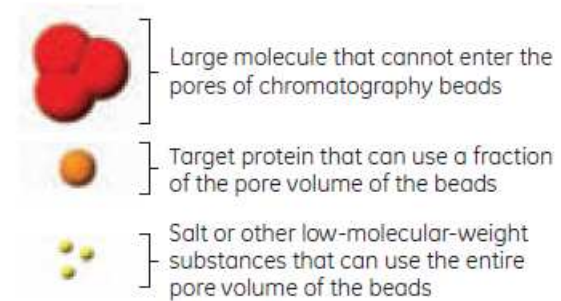 Large molecule that cannot enter the
pores of chromatography beads
Target protein that can use a fraction
of the pore volume of the beads
Salt or other low-molecular-weight
substances that can use the entire
pore volume of the beads